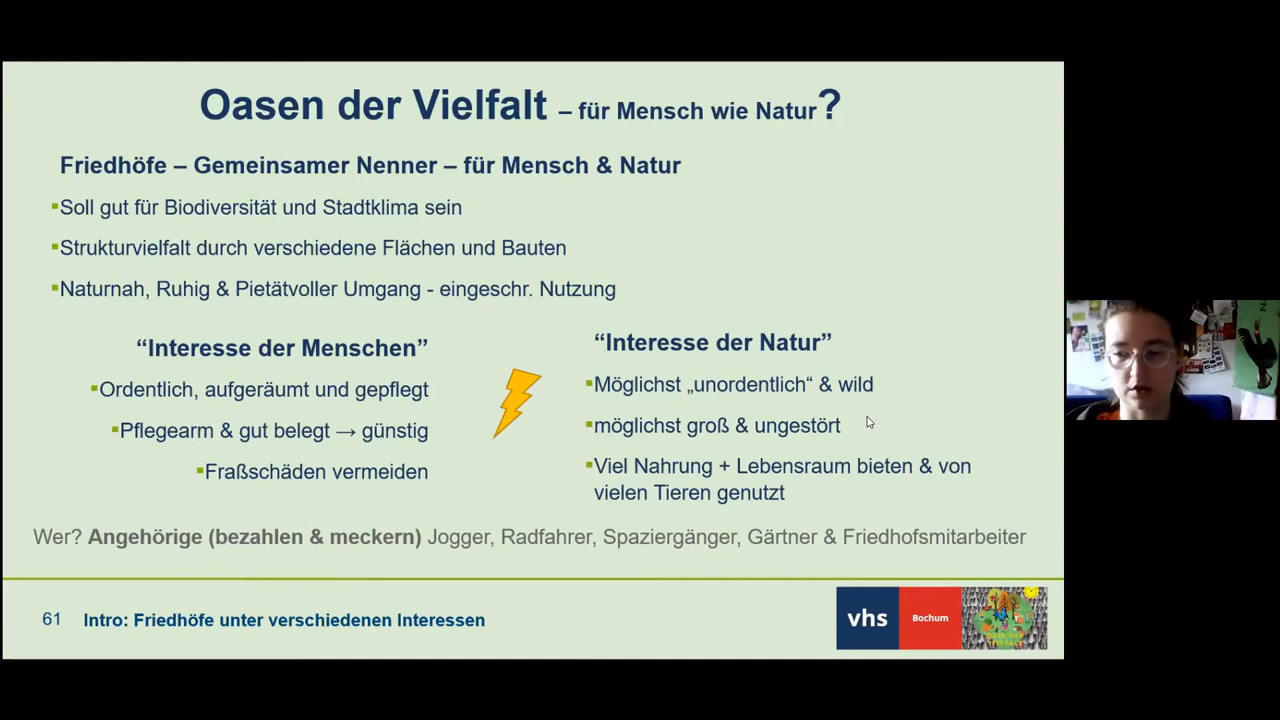 Oasen der Vielfalt – für Mensch wie Natur?
Friedhöfe – Gemeinsamer Nenner – für Mensch & Natur
▪Soll gut für Biodiversität und Stadtklima sein
▪Strukturvielfalt durch verschiedene Flächen und Bauten
▪Naturnah, Ruhig & Pietätvoller Umgang - eingeschr. Nutzung
“Interesse der Menschen”
▪Ordentlich, aufgeräumt und gepflegt
▪Pflegearm & gut belegt → günstig
▪Fraßschäden vermeiden
“Interesse der Natur”
▪Möglichst „unordentlich“ & wild
▪möglichst groß & ungestört
▪Viel Nahrung + Lebensraum bieten & von
vielen Tieren genutzt
Wer? Angehörige (bezahlen & meckern) Jogger, Radfahrer, Spaziergänger, Gärtner & Friedhofsmitarbeiter
61 Intro: Friedhöfe unter verschiedenen Interessen
vhs Bochum